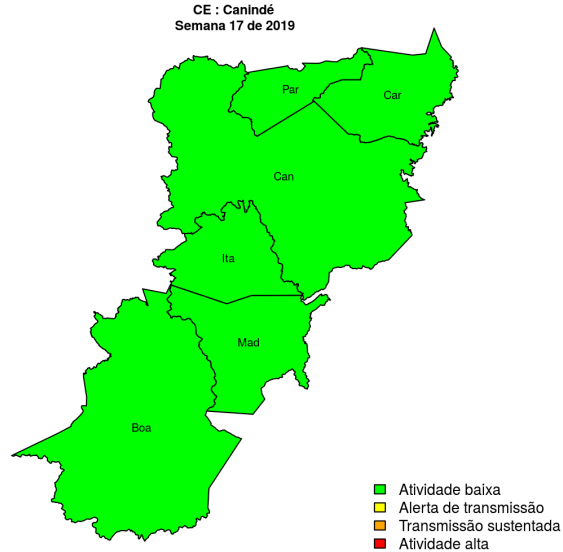 CE : Canindé
Semana 17 de 2019
Par
Car
Can
Ita
Mad
Boa
Atividade baixa
Alerta de transmissão
Transmissão sustentada
Atividade alta